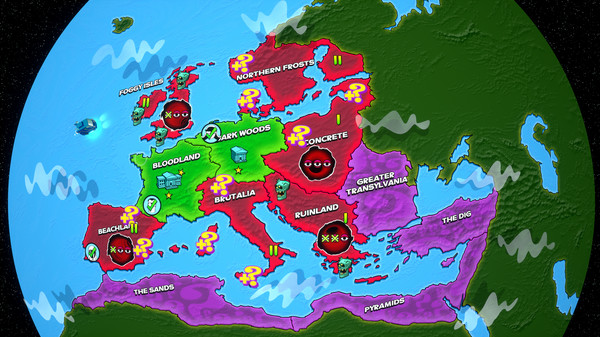 NORTHERN FROSTS
FOGGY ISLES
DARK WOODS
CONCRETE
BLOODLAND
GREATER
TRANSYLVANIA
BRUTALIA
RUINLAND
THE DIG
BEACHLA
THE SANDS
PYRAMIDS